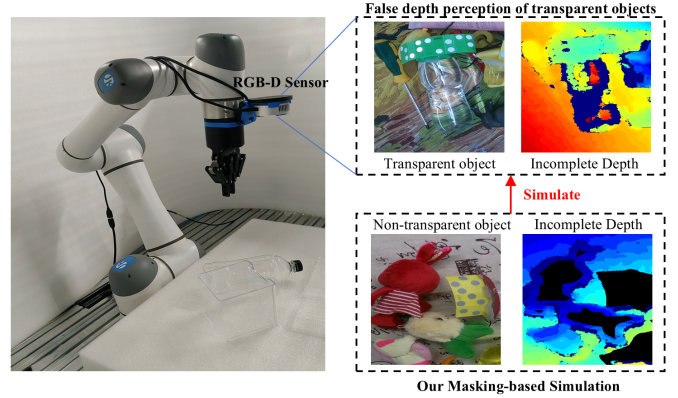 False depth perception of transparent objects
RGB-D Sensor
Transparent object
Incomplete Depth
Simulate
Non-transparent object
Incomplete Depth
Our Masking-based Simulation